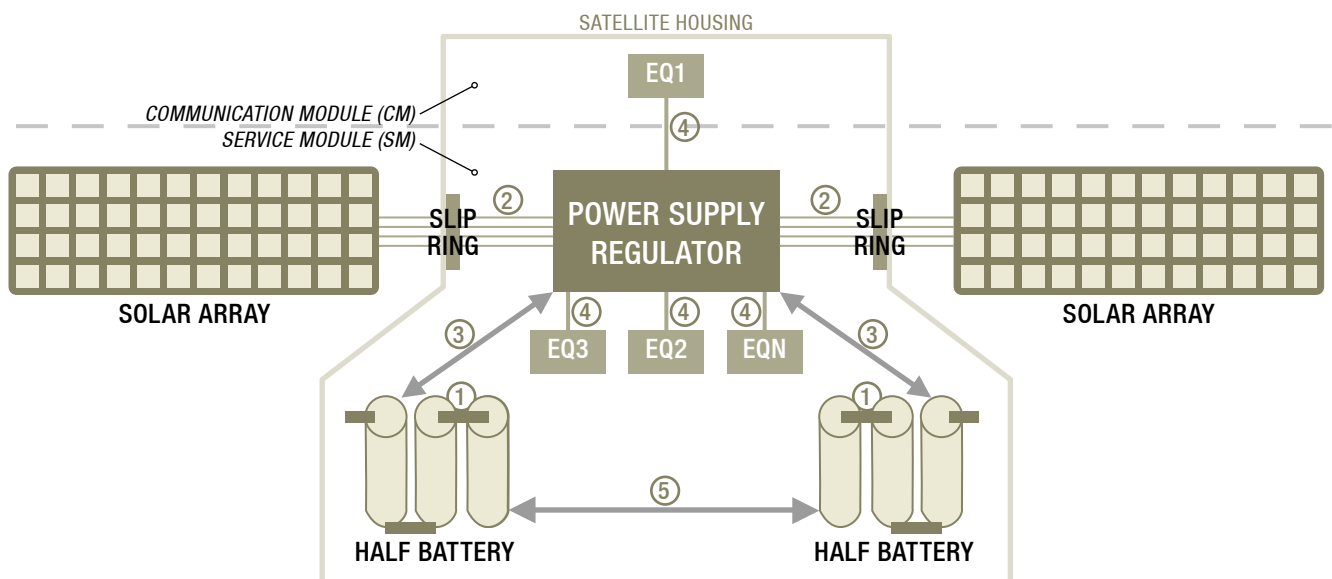 SATELLITE HOUSING
EQ1
COMMUNICATION MODULE (CM)
4
SERVICE MODULE (SM)
2
2
SLIP
RING
POWER SUPPLY
REGULATOR
SLIP
RING
SOLAR ARRAY
SOLAR ARRAY
3
4
4
4
3
EQ3
EQ2
EQN
1
1
5
HALF BATTERY
HALF BATTERY